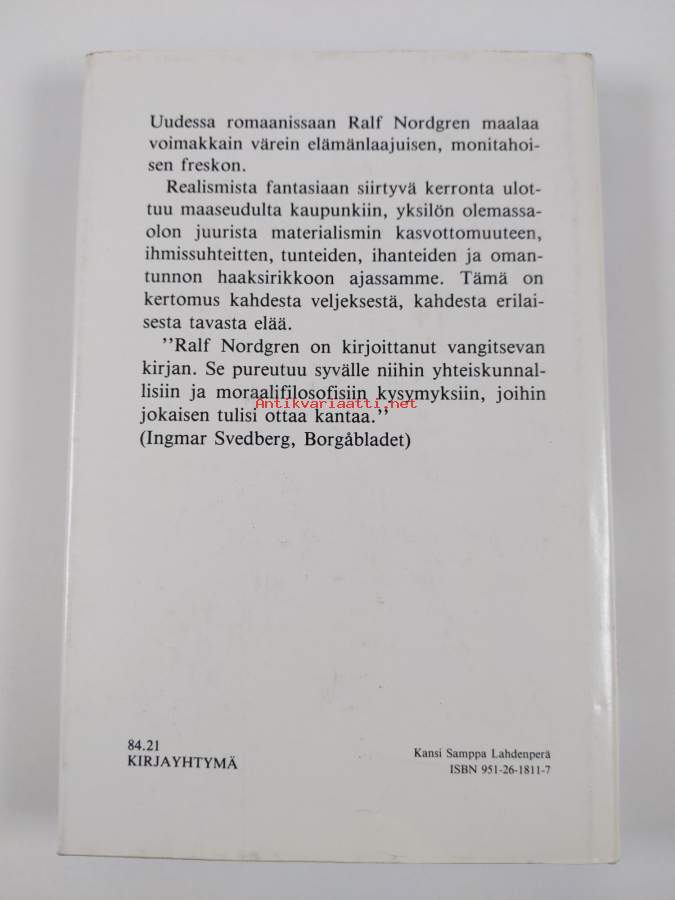 Uudessa romaanissaan Ralf Nordgren maalaa
voimakkain värein elämänlaajuisen, monitahoi-
sen freskon.
Realismista fantasiaan siirtyvä kerronta ulot-
tuu maaseudulta kaupunkiin, yksilön olemassa-
olon juurista materialismin kasvottomuuteen,
ihmissuhteitten, tunteiden, ihanteiden ja oman-
tunnon haaksirikkoon ajassamme. Tämä on
kertomus kahdesta veljeksestä, kahdesta erilai-
sesta tavasta elää.
’’Ralf Nordgren on kirjoittanut vangitsevan
kirjan. Se pureutuu syvälle niihin yhteiskunnal-
lisiin ja moraalifilosofisiin kysymyksiin, joihin
Antikvariaatti.net
jokaisen tulisi ottaa kantaa.’’
(Ingmar Svedberg, Borgåbladet)
84.21
KIRJAYHTYMÄ
Kansi Samppa Lahdenperä
ISBN 951-26-1811-7